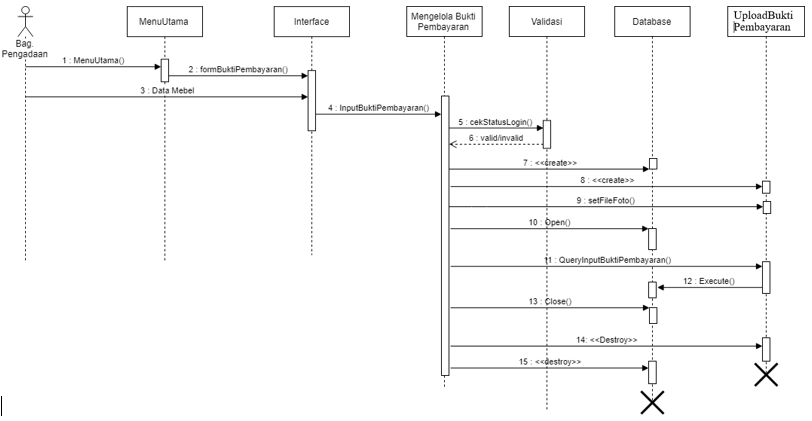 MenuUtama
Interface
Mengelola Bukti
Pembayaran
Validasi
Database
UploadBukti
Pembayaran
Bag.
Pengadaan
1 : MenuUtama()
2 : formBuktiPembayaran()
3 : Data Mebel
4 : InputBuktiPembayaran()
5 : cekStatusLogin()
6 : valid/invalid
7 : <<create>>
8 : <<create>>
9 : setFileFoto()
10 : Open()
11 : QueryInputBuktiPembayaran()
12 : Execute()
13 : Close()
14: <<Destroy>>
15 : <<destroy>>